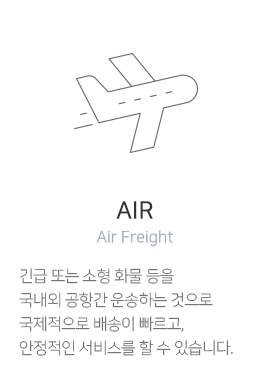 AIR
Air Freight
긴급 또는 소형 화물 등을
국내외 공항간 운송하는 것으로
국제적으로 배송이 빠르고,
안정적인 서비스를 할 수 있습니다.